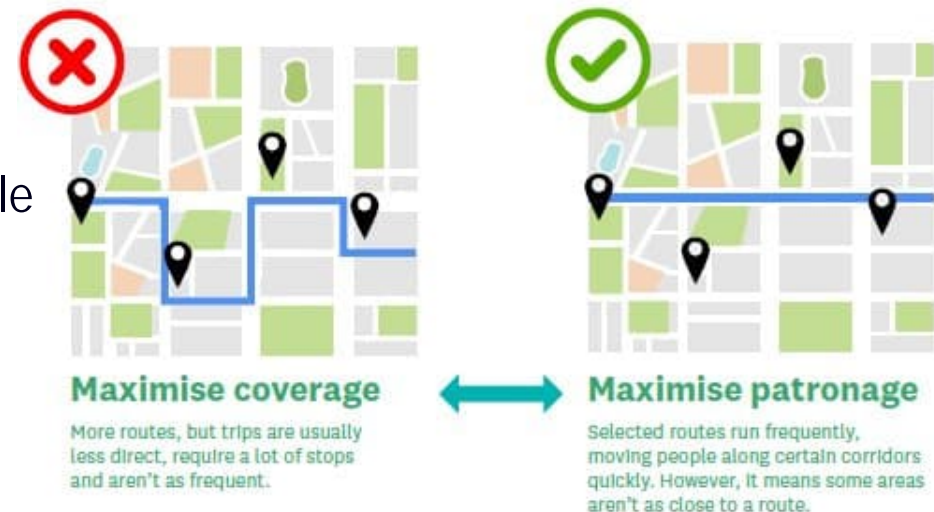 le
Maximise coverage
More routes, but trips are usually
less direct, require a lot of stops
and aren't as frequent.
Maximise patronage
Selected routes run frequently,
moving people along certain corridors
quickly. However, it means some areas
aren't as close to a route.